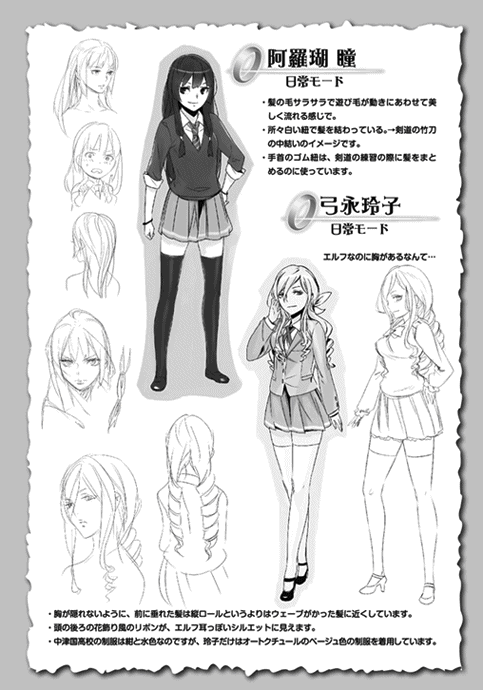 阿羅瑚 瞳
日常モード
・髪の毛サラサラで遊び毛が動きにあわせて美
しく流れる感じで。
・所々白い紐で髪を結わっている。→剣道の竹刀
の中結いのイメージです。
・手首のゴム紐は、剣道の練習の際に髪をまと
めるのに使っています。
弓永玲子
日常モード
エルフなのに胸があるなんて…
・胸が隠れないように、前に垂れた髪は縦ロールというよりはウェーブがかった髪に近くしています。
・頭の後ろの花飾り風のリボンが、エルフ耳っぽいシルエットに見えます。
・中津国高校の制服は紺と水色なのですが、玲子だけはオートクチュールのベージュ色の制服を着用しています。